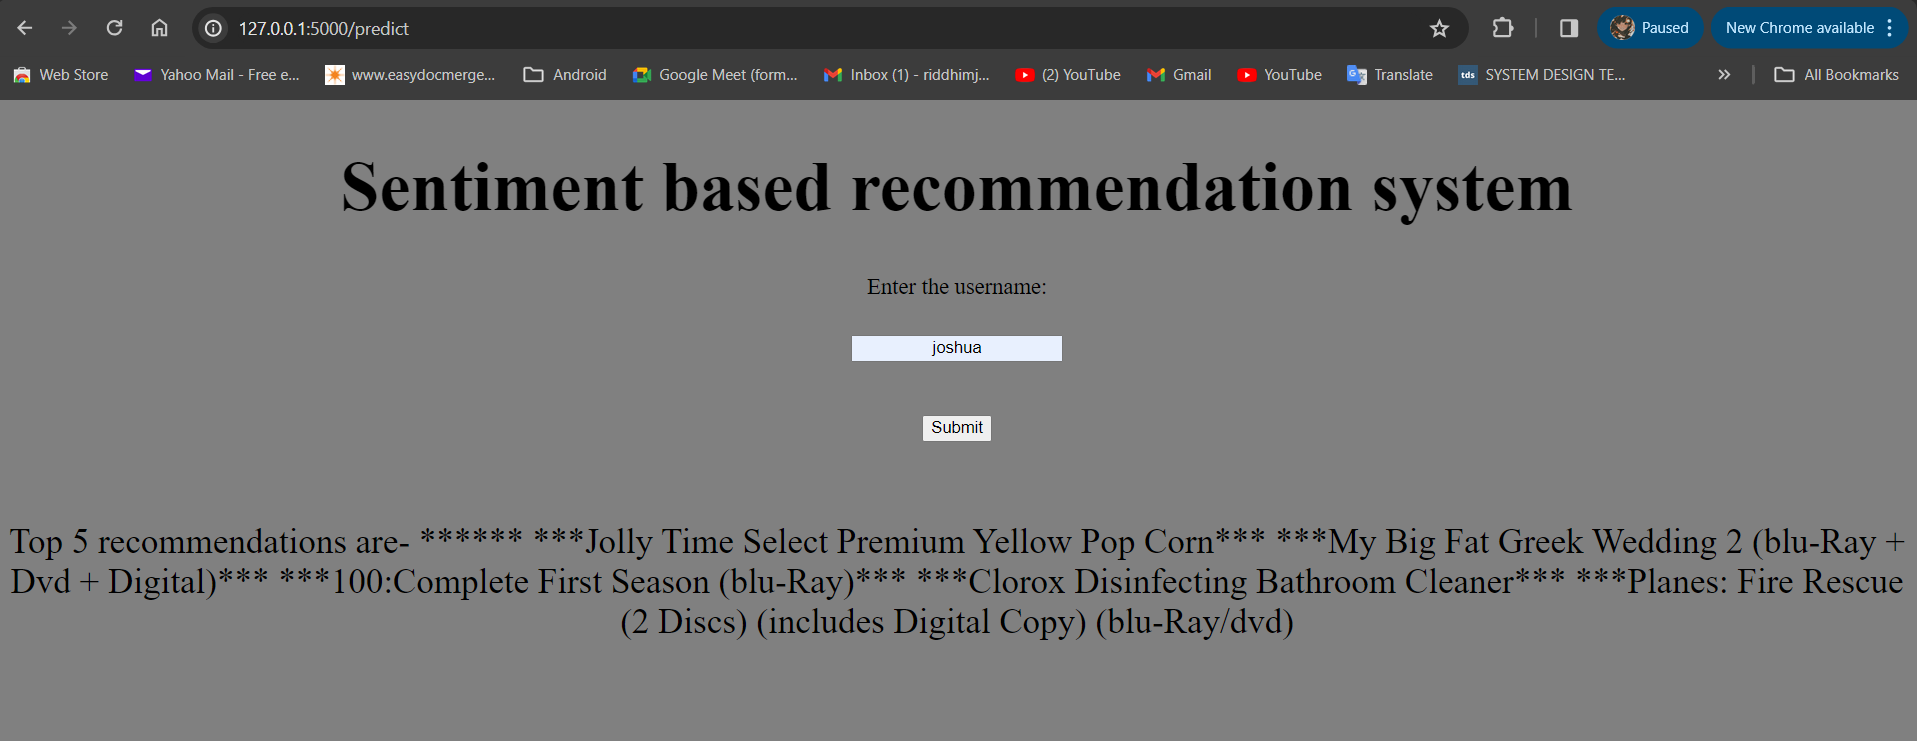 127.0.0.1:5000/predict
Paused
New Chrome available
Web Store
Yahoo Mail - Free e...
www.easydocmerge...
Android
Google Meet (form...
Inbox (1) - riddhimj...
(2) YouTube
Gmail
YouTube
Translate
tds
SYSTEM DESIGN TE...
All Bookmarks
Sentiment based recommendation system
Enter the username:
joshua
Submit
Top 5 recommendations are- ****** ***Jolly Time Select Premium Yellow Pop Corn*** ***My Big Fat Greek Wedding 2 (blu-Ray +
Dvd + Digital)*** ***100:Complete First Season (blu-Ray)*** ***Clorox Disinfecting Bathroom Cleaner*** ***Planes: Fire Rescue
(2 Discs) (includes Digital Copy) (blu-Ray/dvd)